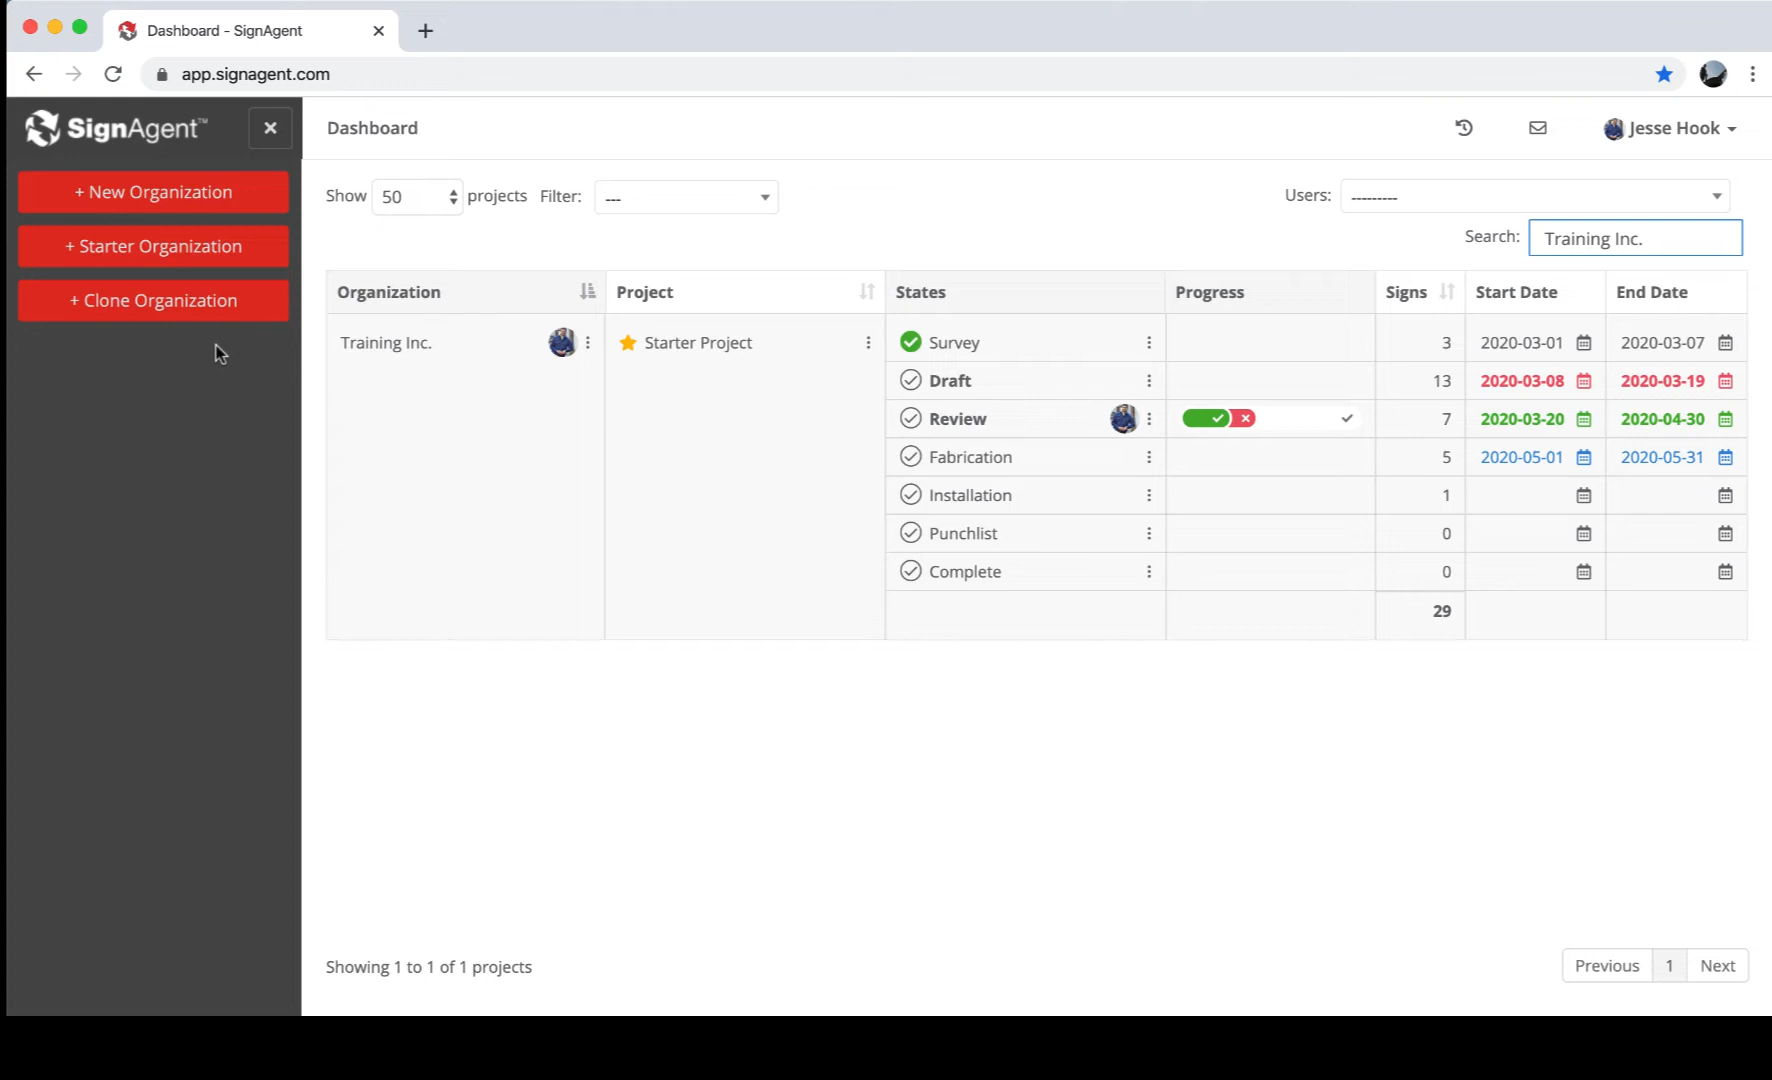 Dashboard - SignAgent
app.signagent.com
SignAgent™
Dashboard
Jesse Hook
+ New Organization
+ Starter Organization
+ Clone Organization
Show 50 projects Filter: ---
Users: ---------
Search: Training Inc.
Organization Project States Progress Signs Start Date End Date
Training Inc. Starter Project Survey 3 2020-03-01 2020-03-07
Draft 13 2020-03-08 2020-03-19
Review 7 2020-03-20 2020-04-30
Fabrication 5 2020-05-01 2020-05-31
Installation 1
Punchlist 0
Complete 0
29
Showing 1 to 1 of 1 projects
Previous 1 Next